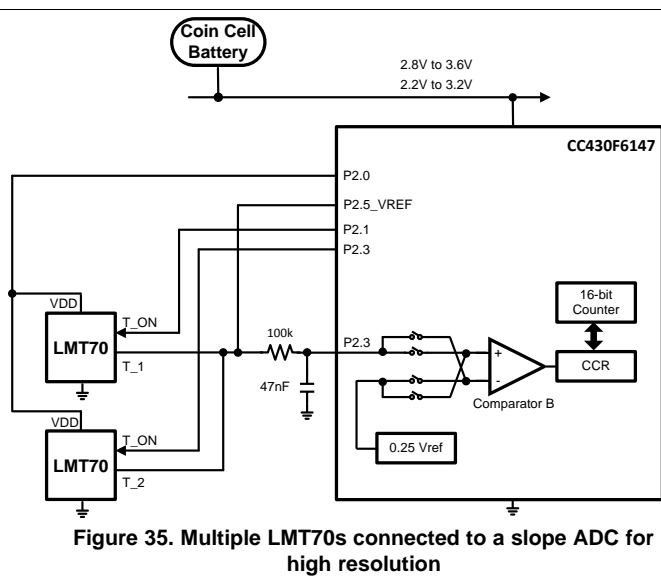 Coin Cell
Battery
2.8V to 3.6V
2.2V to 3.2V
CC430F6147
P2.0
P2.5_VREF
P2.1
P2.3
VDD
T_ON
LMT70
T_1
100k
47nF
P2.3
+
-
Comparator B
16-bit
Counter
CCR
0.25 Vref
VDD
T_ON
LMT70
T_2
Figure 35. Multiple LMT70s connected to a slope ADC for
high resolution